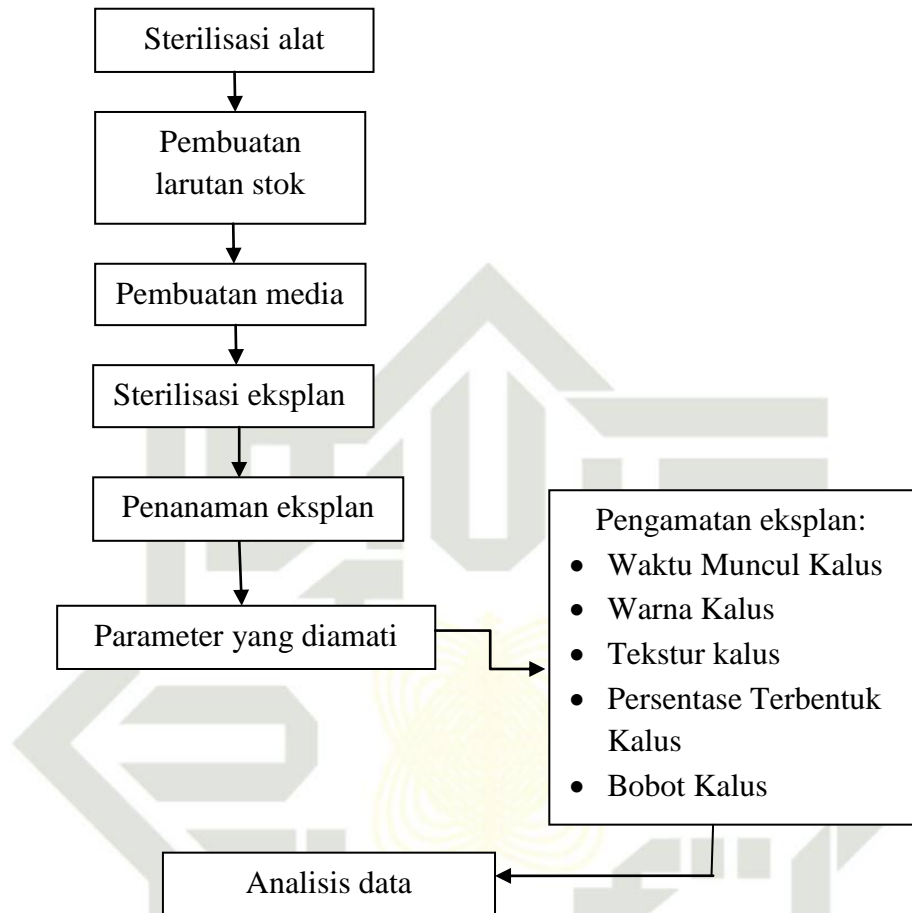 Sterilisasi alat
Pembuatan
larutan stok
Pembuatan media
Sterilisasi eksplan
Penanaman eksplan
Parameter yang diamati
Pengamatan eksplan:
• Waktu Muncul Kalus
• Warna Kalus
• Tekstur kalus
• Persentase Terbentuk
Kalus
• Bobot Kalus
Analisis data